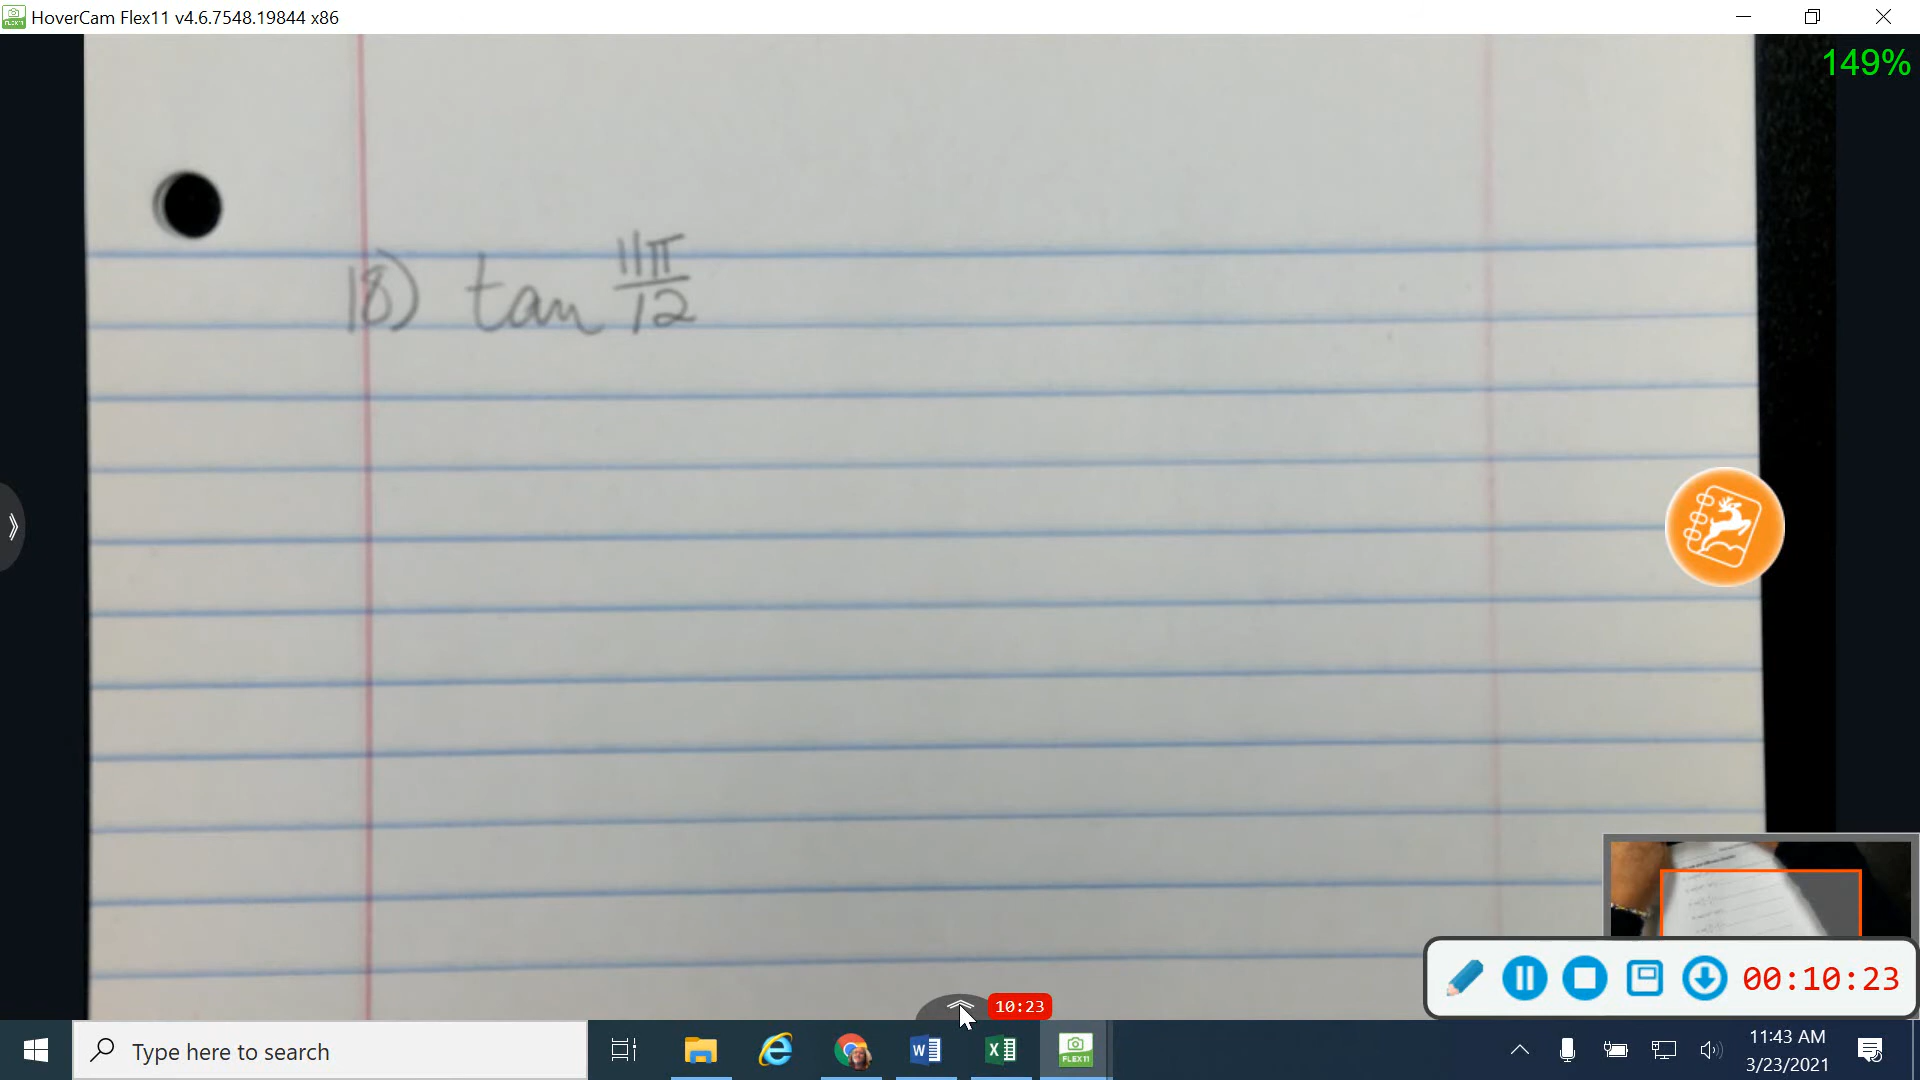 HoverCam Flex11 v4.6.7548.19844 x86
149%
18) tan 11π/12
10:23
00:10:23
Type here to search
FLEX11
11:43 AM
3/23/2021